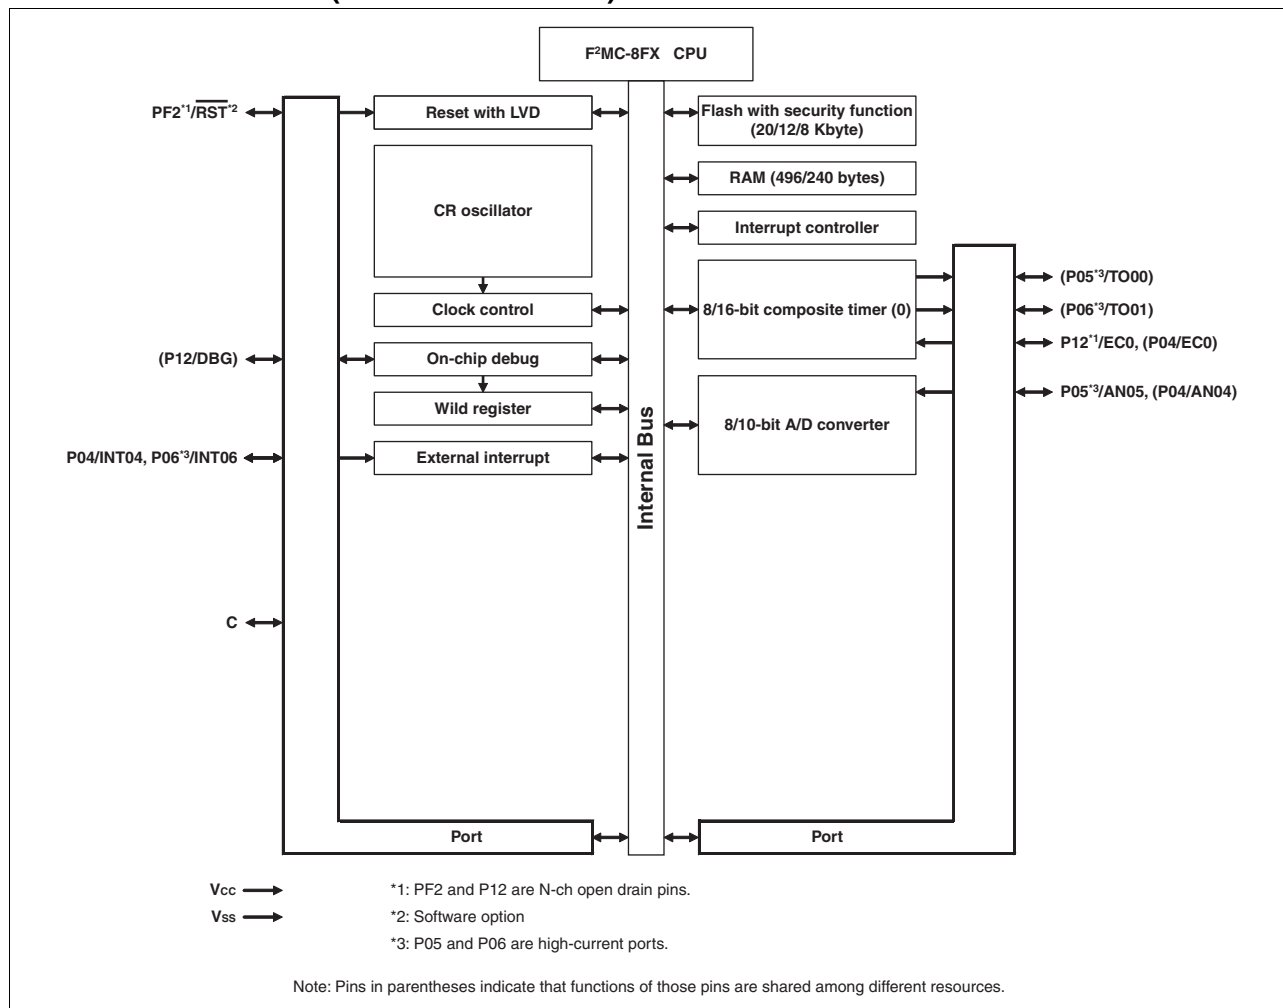 F²MC-8FX CPU
PF2*1/RST*2
Reset with LVD
Flash with security function
(20/12/8 Kbyte)
RAM (496/240 bytes)
CR oscillator
Interrupt controller
(P05*3/TO00)
Clock control
8/16-bit composite timer (0)
(P06*3/TO01)
P12*1/EC0, (P04/EC0)
(P12/DBG)
On-chip debug
P05*3/AN05, (P04/AN04)
Wild register
8/10-bit A/D converter
P04/INT04, P06*3/INT06
External interrupt
Internal Bus
C
Port
Port
Vcc
*1: PF2 and P12 are N-ch open drain pins.
Vss
*2: Software option
*3: P05 and P06 are high-current ports.
Note: Pins in parentheses indicate that functions of those pins are shared among different resources.